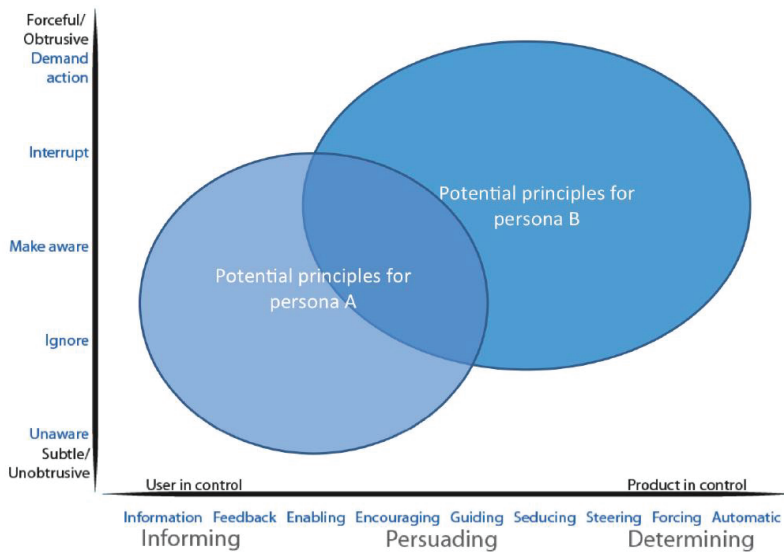 Forceful/
Obtrusive
Demand
action
Interrupt
Potential principles for
persona B
Make aware
Potential principles for
persona A
Ignore
Unaware
Subtle/
Unobtrusive
User in control
Product in control
Information Feedback Enabling Encouraging Guiding Seducing Steering Forcing Automatic
Informing Persuading Determining